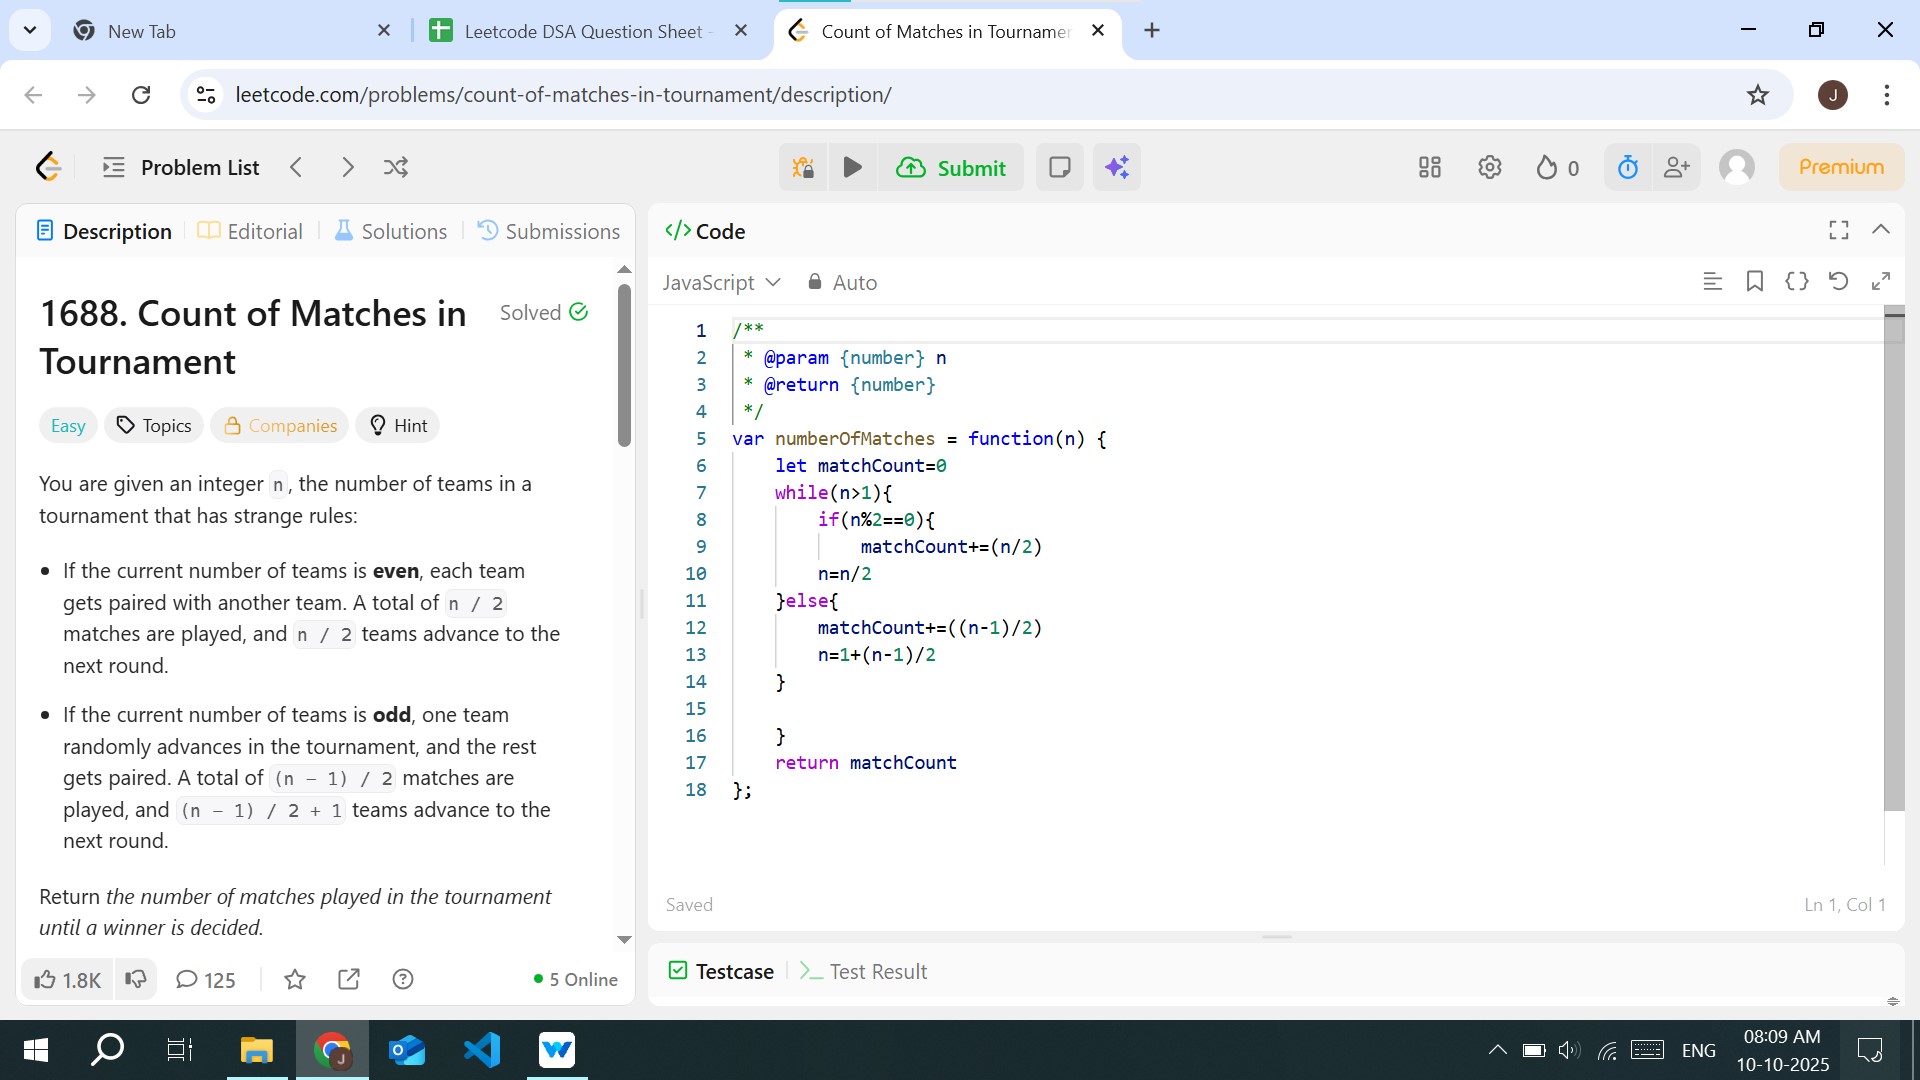 New Tab
Leetcode DSA Question Sheet -
Count of Matches in Tournamer
leetcode.com/problems/count-of-matches-in-tournament/description/
J
Problem List
Submit
0
Premium
Description
Editorial
Solutions
Submissions
1688. Count of Matches in
Tournament
Solved
Easy
Topics
Companies
Hint
You are given an integer n, the number of teams in a
tournament that has strange rules:
• If the current number of teams is even, each team
gets paired with another team. A total of n / 2
matches are played, and n / 2 teams advance to the
next round.
• If the current number of teams is odd, one team
randomly advances in the tournament, and the rest
gets paired. A total of (n - 1) / 2 matches are
played, and (n - 1) / 2 + 1 teams advance to the
next round.
Return the number of matches played in the tournament
until a winner is decided.
1.8K
125
5 Online
</> Code
JavaScript
Auto
1 /**
2  * @param {number} n
3  * @return {number}
4  */
5 var numberOfMatches = function(n) {
6     let matchCount=0
7     while(n>1){
8         if(n%2==0){
9             matchCount+=(n/2)
10         n=n/2
11     }else{
12         matchCount+=((n-1)/2)
13         n=1+(n-1)/2
14     }
15
16     }
17     return matchCount
18 };
Saved
Ln 1, Col 1
Testcase
Test Result
J
W
ENG
08:09 AM
10-10-2025